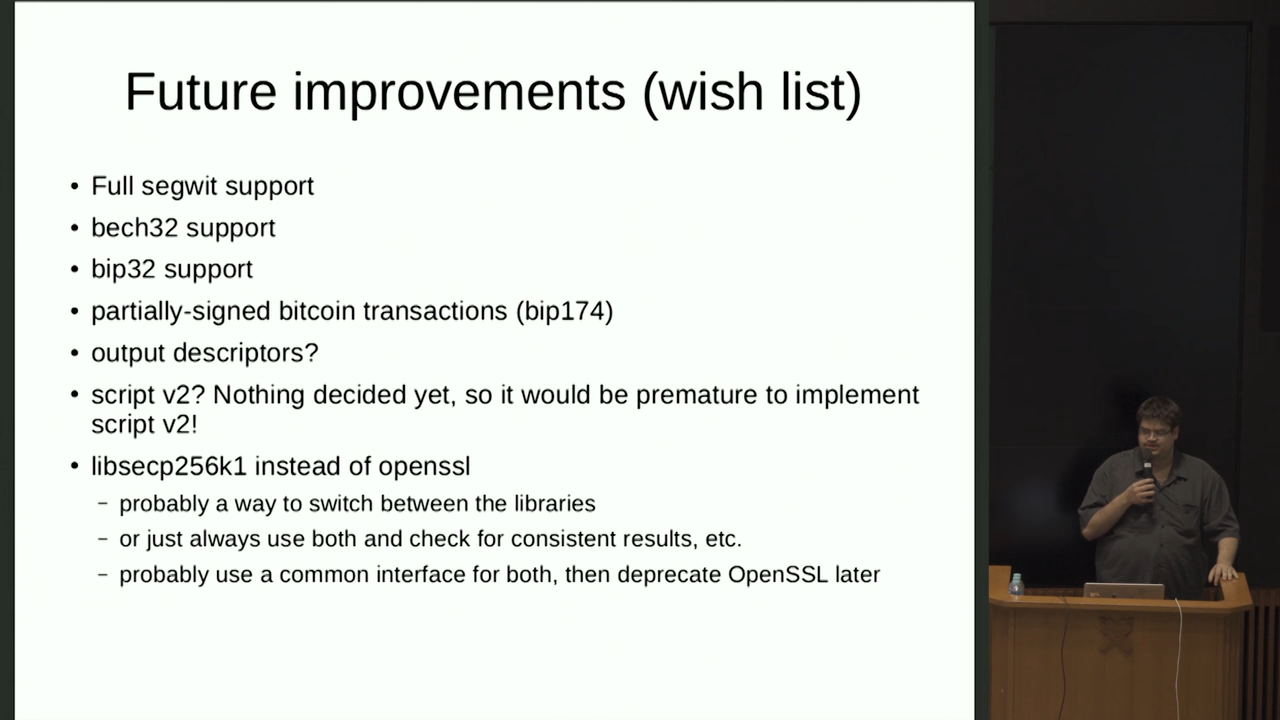 Future improvements (wish list)
• Full segwit support
• bech32 support
• bip32 support
• partially-signed bitcoin transactions (bip174)
• output descriptors?
• script v2? Nothing decided yet, so it would be premature to implement
script v2!
• libsecp256k1 instead of openssl
– probably a way to switch between the libraries
– or just always use both and check for consistent results, etc.
– probably use a common interface for both, then deprecate OpenSSL later